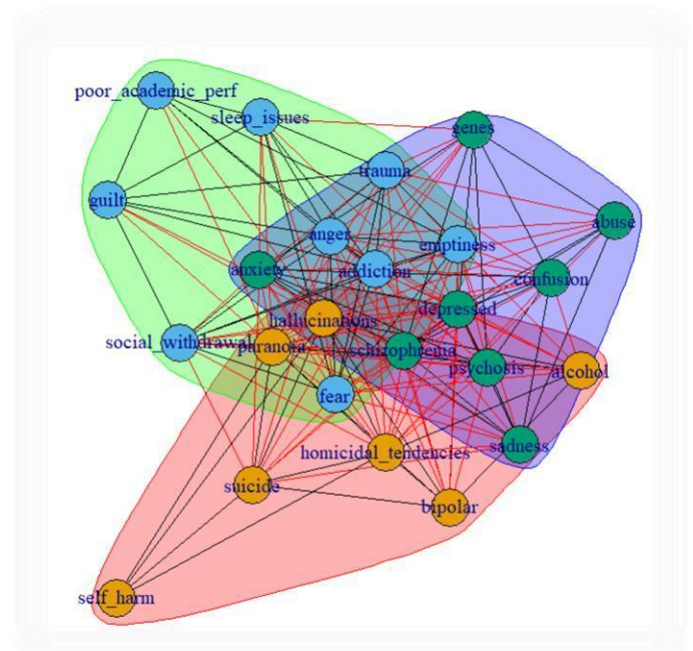 poor_academic_perf
sleep_issues
genes
trauma
guilt
abuse
anger
emptiness
anxiety
addiction
confusion
depressed
hallucinations
social_withdrawal
paranoia
schizophrenia
psychosis
alcohol
fear
sadness
homicidal_tendencies
suicide
bipolar
self_harm